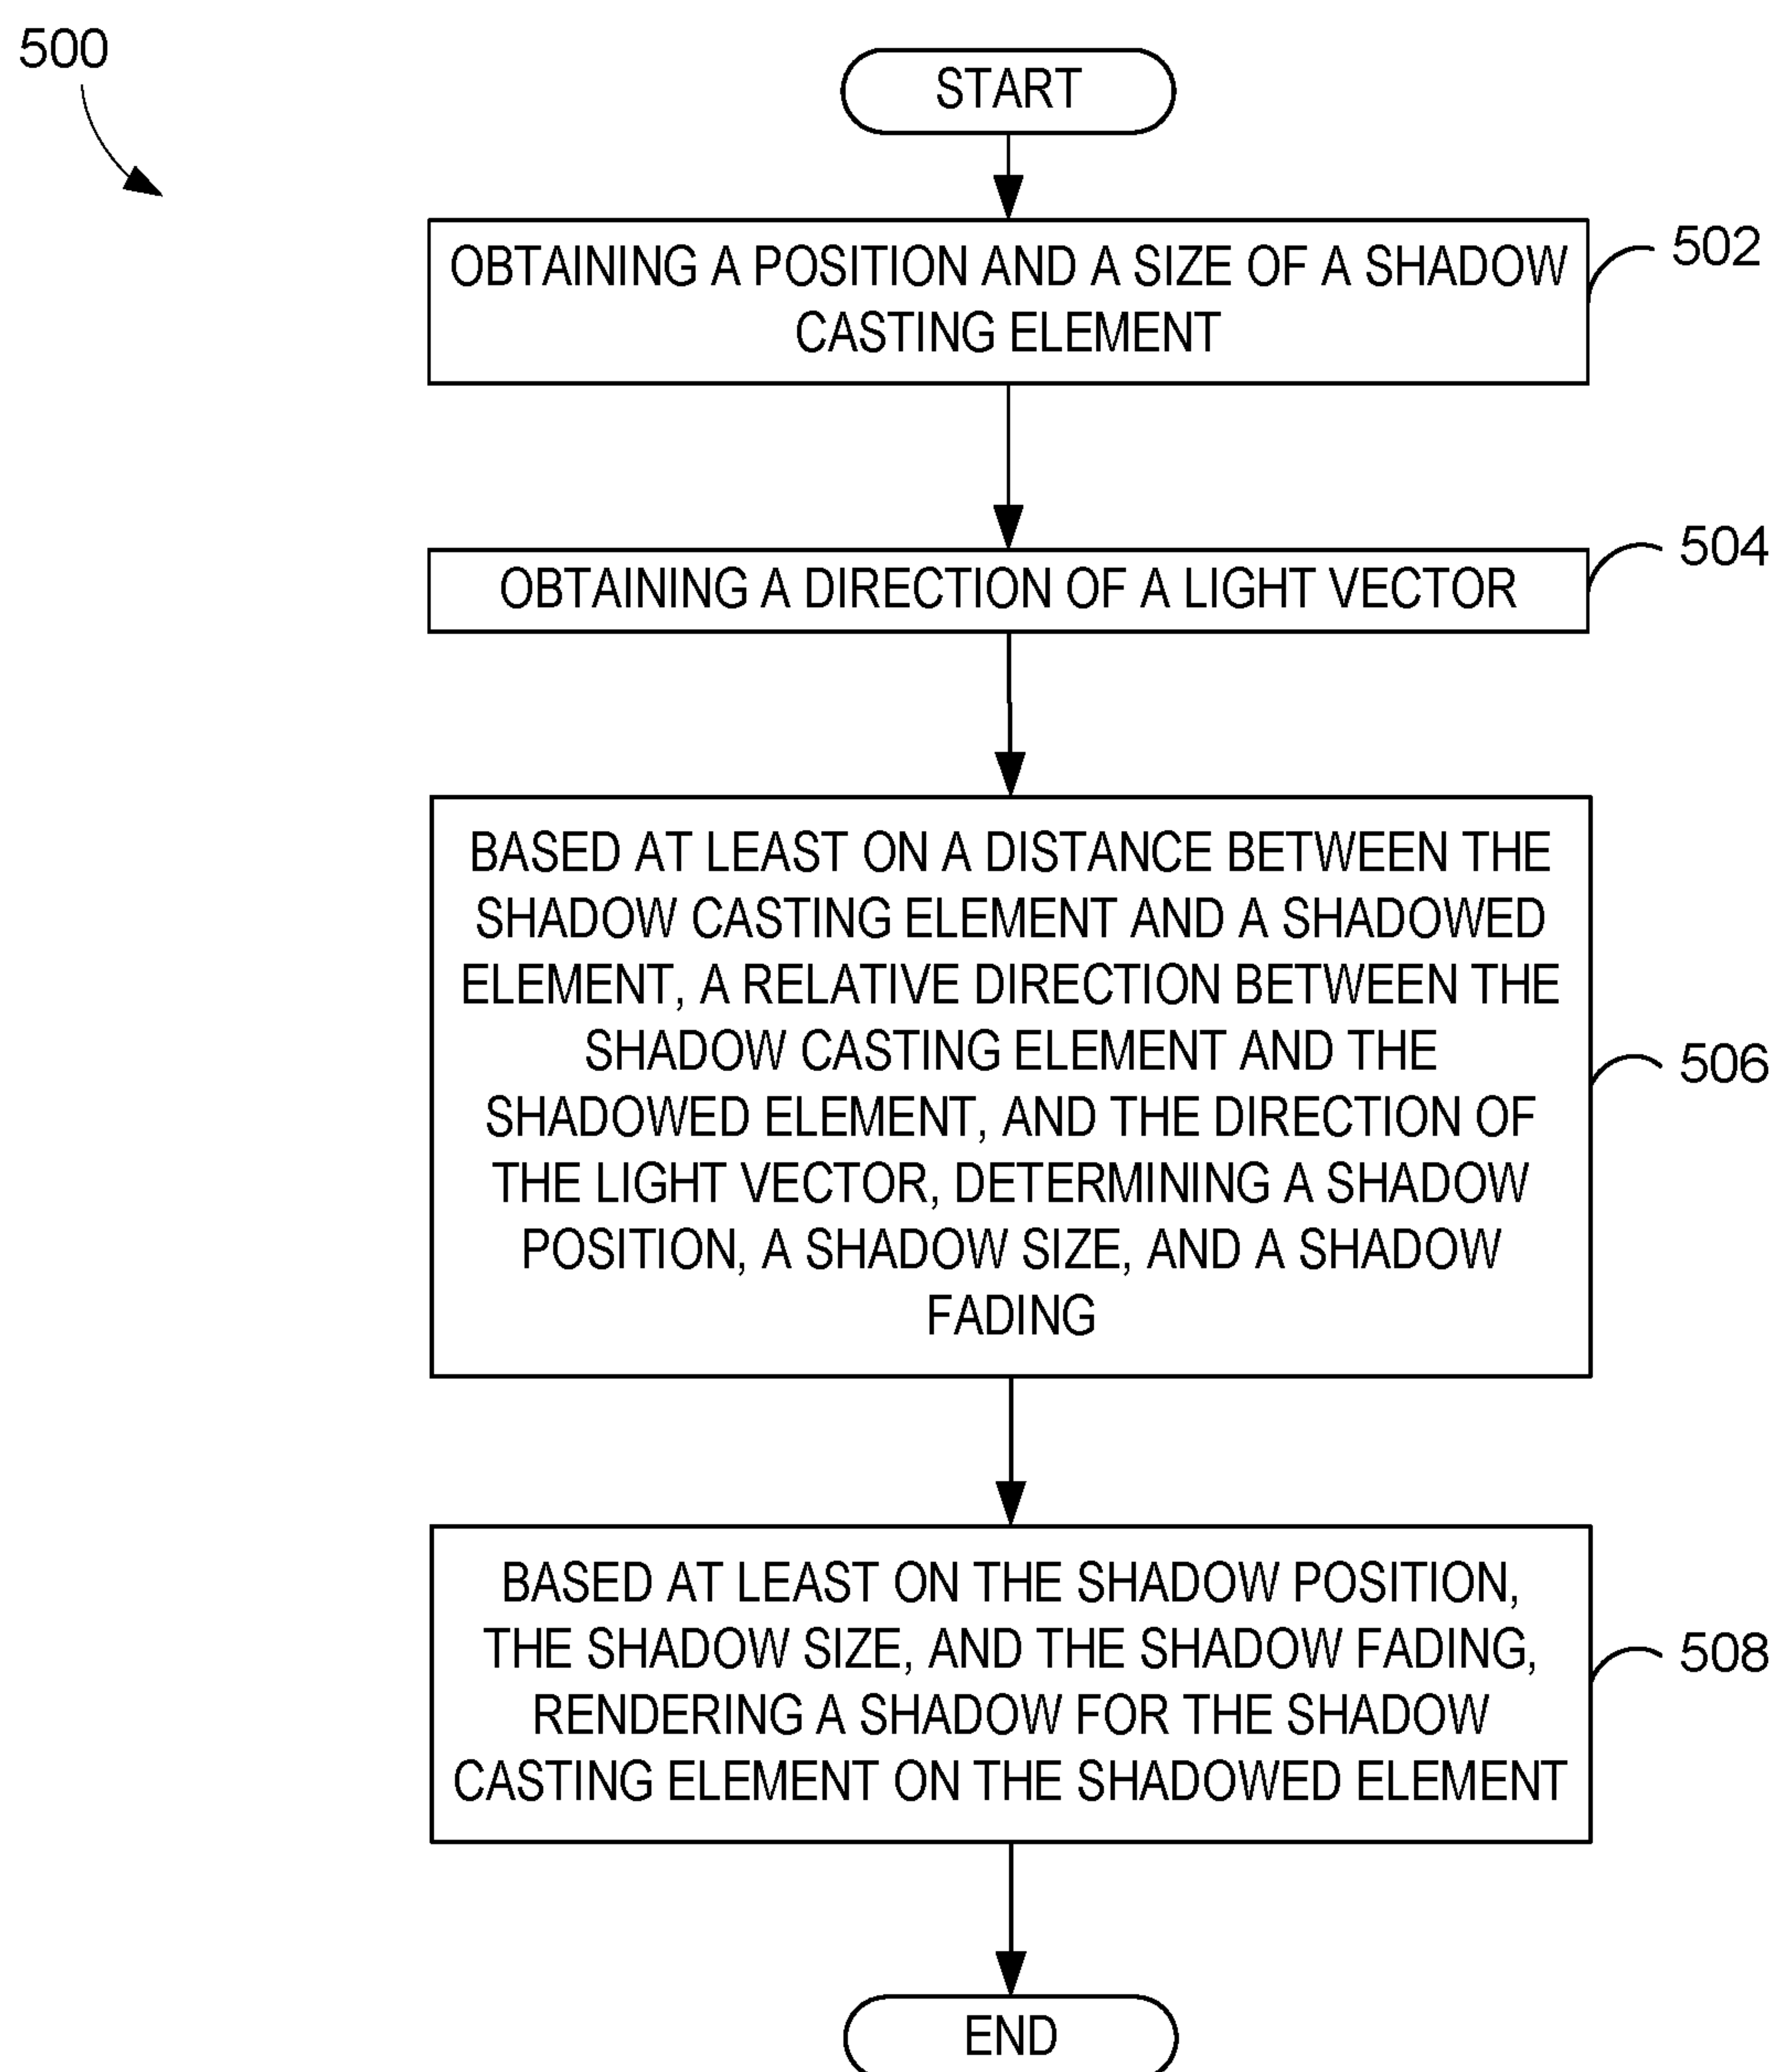 500
START
OBTAINING A POSITION AND A SIZE OF A SHADOW
CASTING ELEMENT
502
OBTAINING A DIRECTION OF A LIGHT VECTOR
504
BASED AT LEAST ON A DISTANCE BETWEEN THE
SHADOW CASTING ELEMENT AND A SHADOWED
ELEMENT, A RELATIVE DIRECTION BETWEEN THE
SHADOW CASTING ELEMENT AND THE
SHADOWED ELEMENT, AND THE DIRECTION OF
THE LIGHT VECTOR, DETERMINING A SHADOW
POSITION, A SHADOW SIZE, AND A SHADOW
FADING
506
BASED AT LEAST ON THE SHADOW POSITION,
THE SHADOW SIZE, AND THE SHADOW FADING,
RENDERING A SHADOW FOR THE SHADOW
CASTING ELEMENT ON THE SHADOWED ELEMENT
508
END